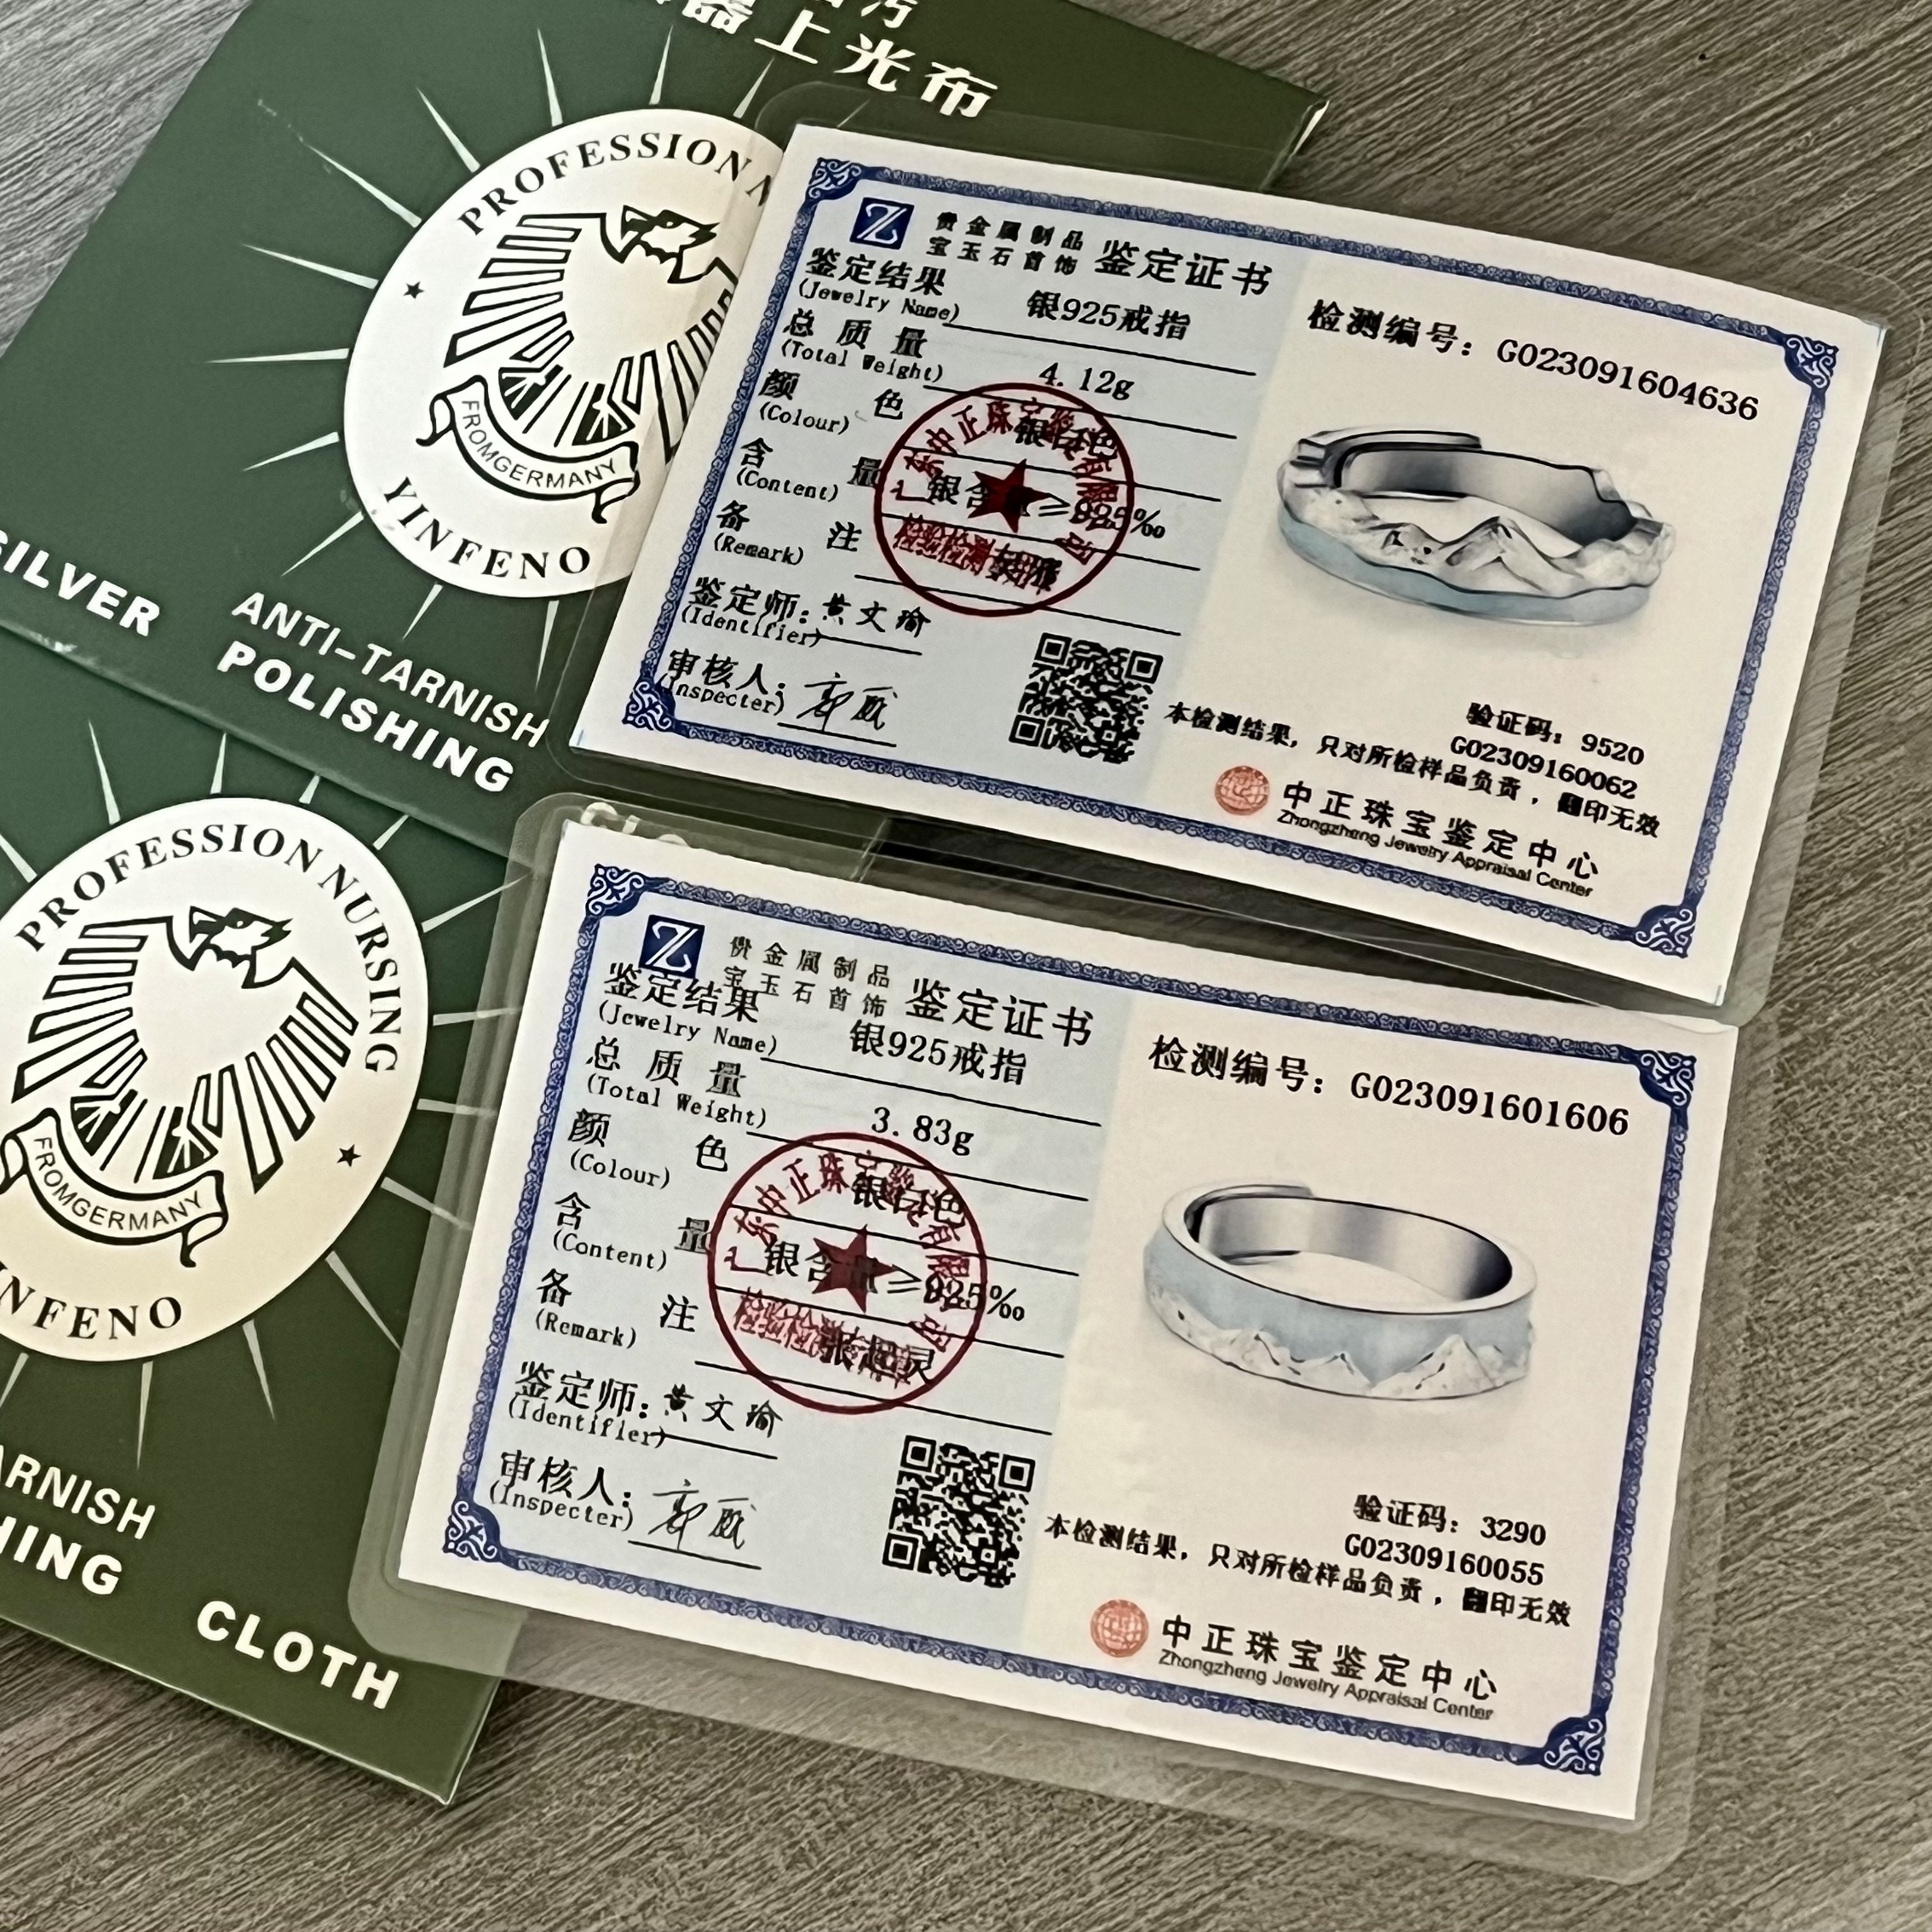 器上光布
PROFESSION N
FROMGERMANY
YINFENO
SILVER
ANTI-TARNISH
POLISHING
贵金属制品
宝玉石首饰
鉴定证书
鉴定结果
(Jewelry Name)
银925戒指
总质量
(Total Weight)
4.12g
颜色
(Colour)
银白色
含量
(Content)
银含量≥925‰
备注
(Remark)
鉴定师:黄文瑜
(Identifier)
审核人:
(Inspecter)
检测编号:G023091604636
验证码:9520
G02309160062
本检测结果,只对所检样品负责,翻印无效
中正珠宝鉴定中心
Zhongzheng Jewelry Appraisal Center
PROFESSION NURSING
FROMGERMANY
INFENO
ARNISH
HING
CLOTH
贵金属制品
宝玉石首饰
鉴定证书
鉴定结果
(Jewelry Name)
银925戒指
总质量
(Total Weight)
3.83g
颜色
(Colour)
银白色
含量
(Content)
银含量≥925‰
备注
(Remark)
张起灵
鉴定师:黄文瑜
(Identifier)
审核人:
(Inspecter)
检测编号:G023091601606
验证码:3290
G02309160055
本检测结果,只对所检样品负责,翻印无效
中正珠宝鉴定中心
Zhongzheng Jewelry Appraisal Center